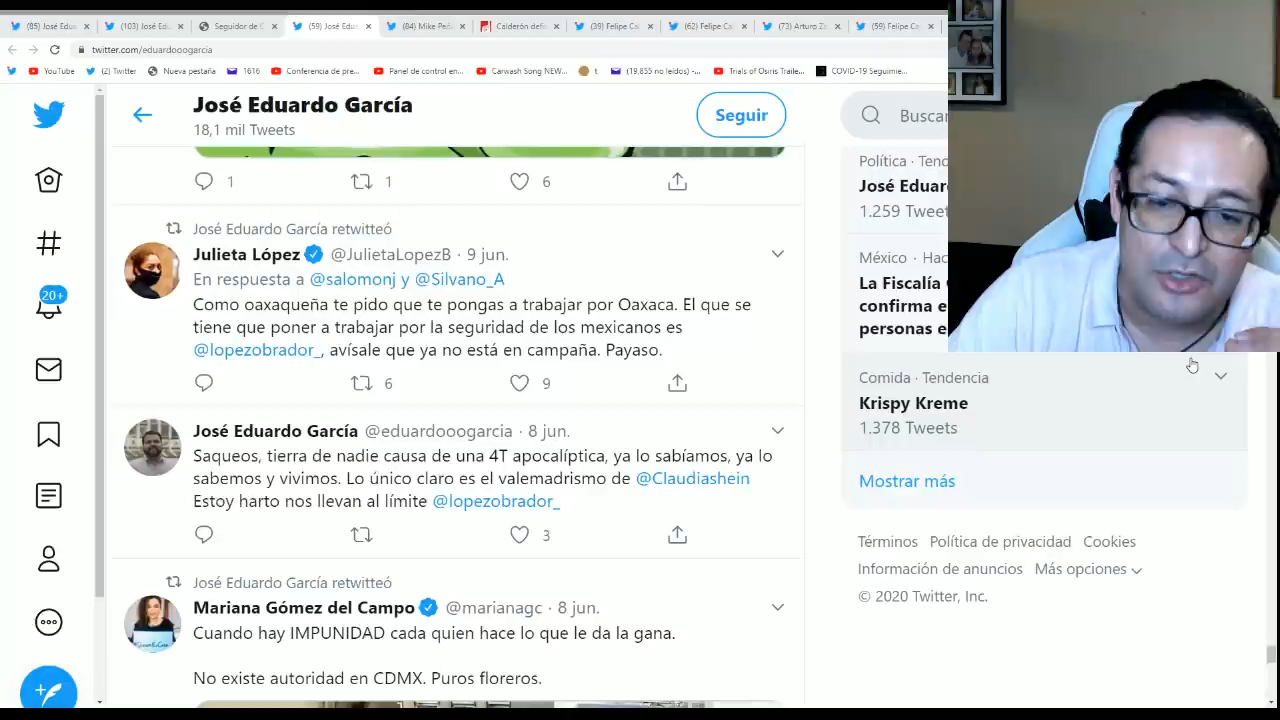 (85) José Edua
(103) José Edu
Seguidor de C
(59) José Edua
(84) Mike Peñ
Calderón defi
(39) Felipe Ca
(62) Felipe Ca
(73) Arturo Za
(59) Felipe Ca
twitter.com/eduardooogarcia
YouTube
(2) Twitter
Nueva pestaña
1616
Conferencia de pre...
Panel de control en...
Carwash Song NEW...
t
(19,855 no leídos) -...
Trials of Osiris Traile...
COVID-19 Seguimie...
José Eduardo García
18,1 mil Tweets
Seguir
Buscar
1
1
6
José Eduardo García retwitteó
Julieta López @JulietaLopezB · 9 jun.
En respuesta a @salomonj y @Silvano_A
Como oaxaqueña te pido que te pongas a trabajar por Oaxaca. El que se
tiene que poner a trabajar por la seguridad de los mexicanos es
@lopezobrador_, avísale que ya no está en campaña. Payaso.
6
9
José Eduardo García @eduardooogarcia · 8 jun.
Saqueos, tierra de nadie causa de una 4T apocalíptica, ya lo sabíamos, ya lo
sabemos y vivimos. Lo único claro es el valemadrismo de @Claudiashein
Estoy harto nos llevan al límite @lopezobrador_
3
José Eduardo García retwitteó
Mariana Gómez del Campo @marianagc · 8 jun.
Cuando hay IMPUNIDAD cada quien hace lo que le da la gana.
No existe autoridad en CDMX. Puros floreros.
20+
Política · Tend
José Eduar
1.259 Tweet
México · Hac
La Fiscalía
confirma e
personas e
Comida · Tendencia
Krispy Kreme
1.378 Tweets
Mostrar más
Términos Política de privacidad Cookies
Información de anuncios Más opciones
© 2020 Twitter, Inc.